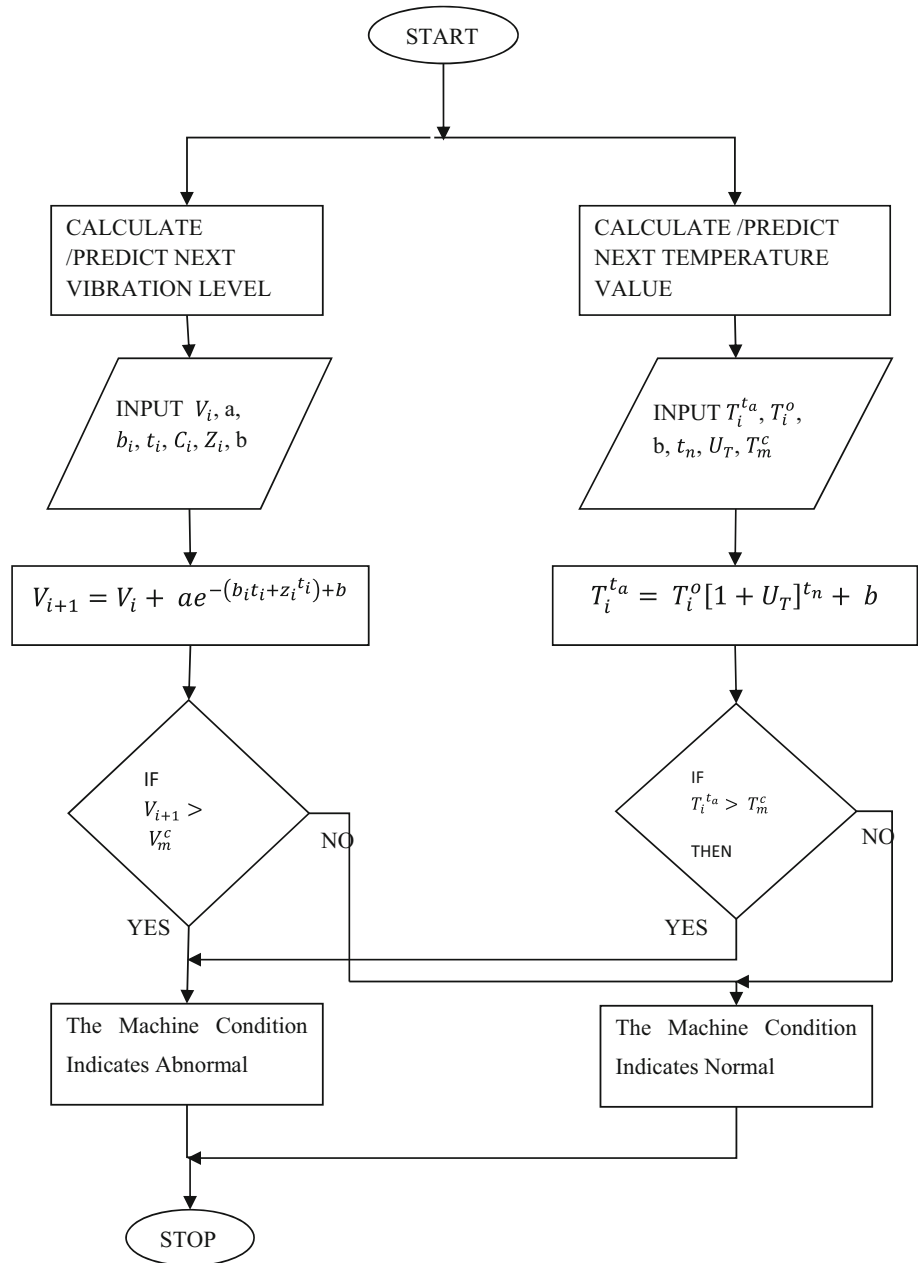 START
CALCULATE
/PREDICT NEXT
VIBRATION LEVEL
CALCULATE /PREDICT
NEXT TEMPERATURE
VALUE
INPUT $V_i$, a,
$b_i, t_i, C_i, Z_i$, b
INPUT $T_i^{t_a}, T_i^o$,
b, $t_n, U_T, T_m^c$
$V_{i+1} = V_i + ae^{-(b_i t_i + z_i^{t_i}) + b}$
$T_i^{t_a} = T_i^o[1 + U_T]^{t_n} + b$
IF
$V_{i+1} >$
$V_m^c$
NO
YES
IF
$T_i^{t_a} > T_m^c$
THEN
NO
YES
The Machine Condition
Indicates Abnormal
The Machine Condition
Indicates Normal
STOP